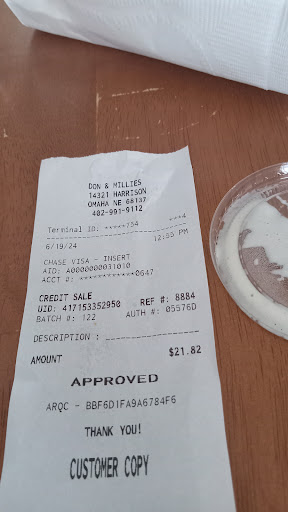 DON & MILLIES
14321 HARRISON
OMAHA NE 68137
402-991-9112
Terminal ID: *****754 ***4
6/19/24 12:55 PM
CHASE VISA - INSERT
AID: A0000000031010
ACCT #: ************0647
CREDIT SALE
UID: 417153352950 REF #: 8884
BATCH #: 122 AUTH #: 05576D
DESCRIPTION :
AMOUNT $21.82
APPROVED
ARQC - BBF6D1FA9A6784F6
THANK YOU!
CUSTOMER COPY